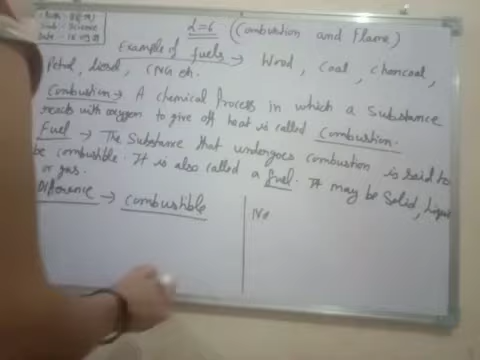 Sub:- Science
L=6 (Combustion and Flame)
Example of fuels → Wood, Coal, Charcoal,
Petrol, Diesel, CNG etc.
Combustion → A chemical Process in which a Substance
reacts with oxygen to give off heat is called Combustion.
Fuel → The Substance that undergoes combustion is said to
be combustible. It is also called a fuel. It may be Solid, Liquid
or gas.
Difference → Combustible